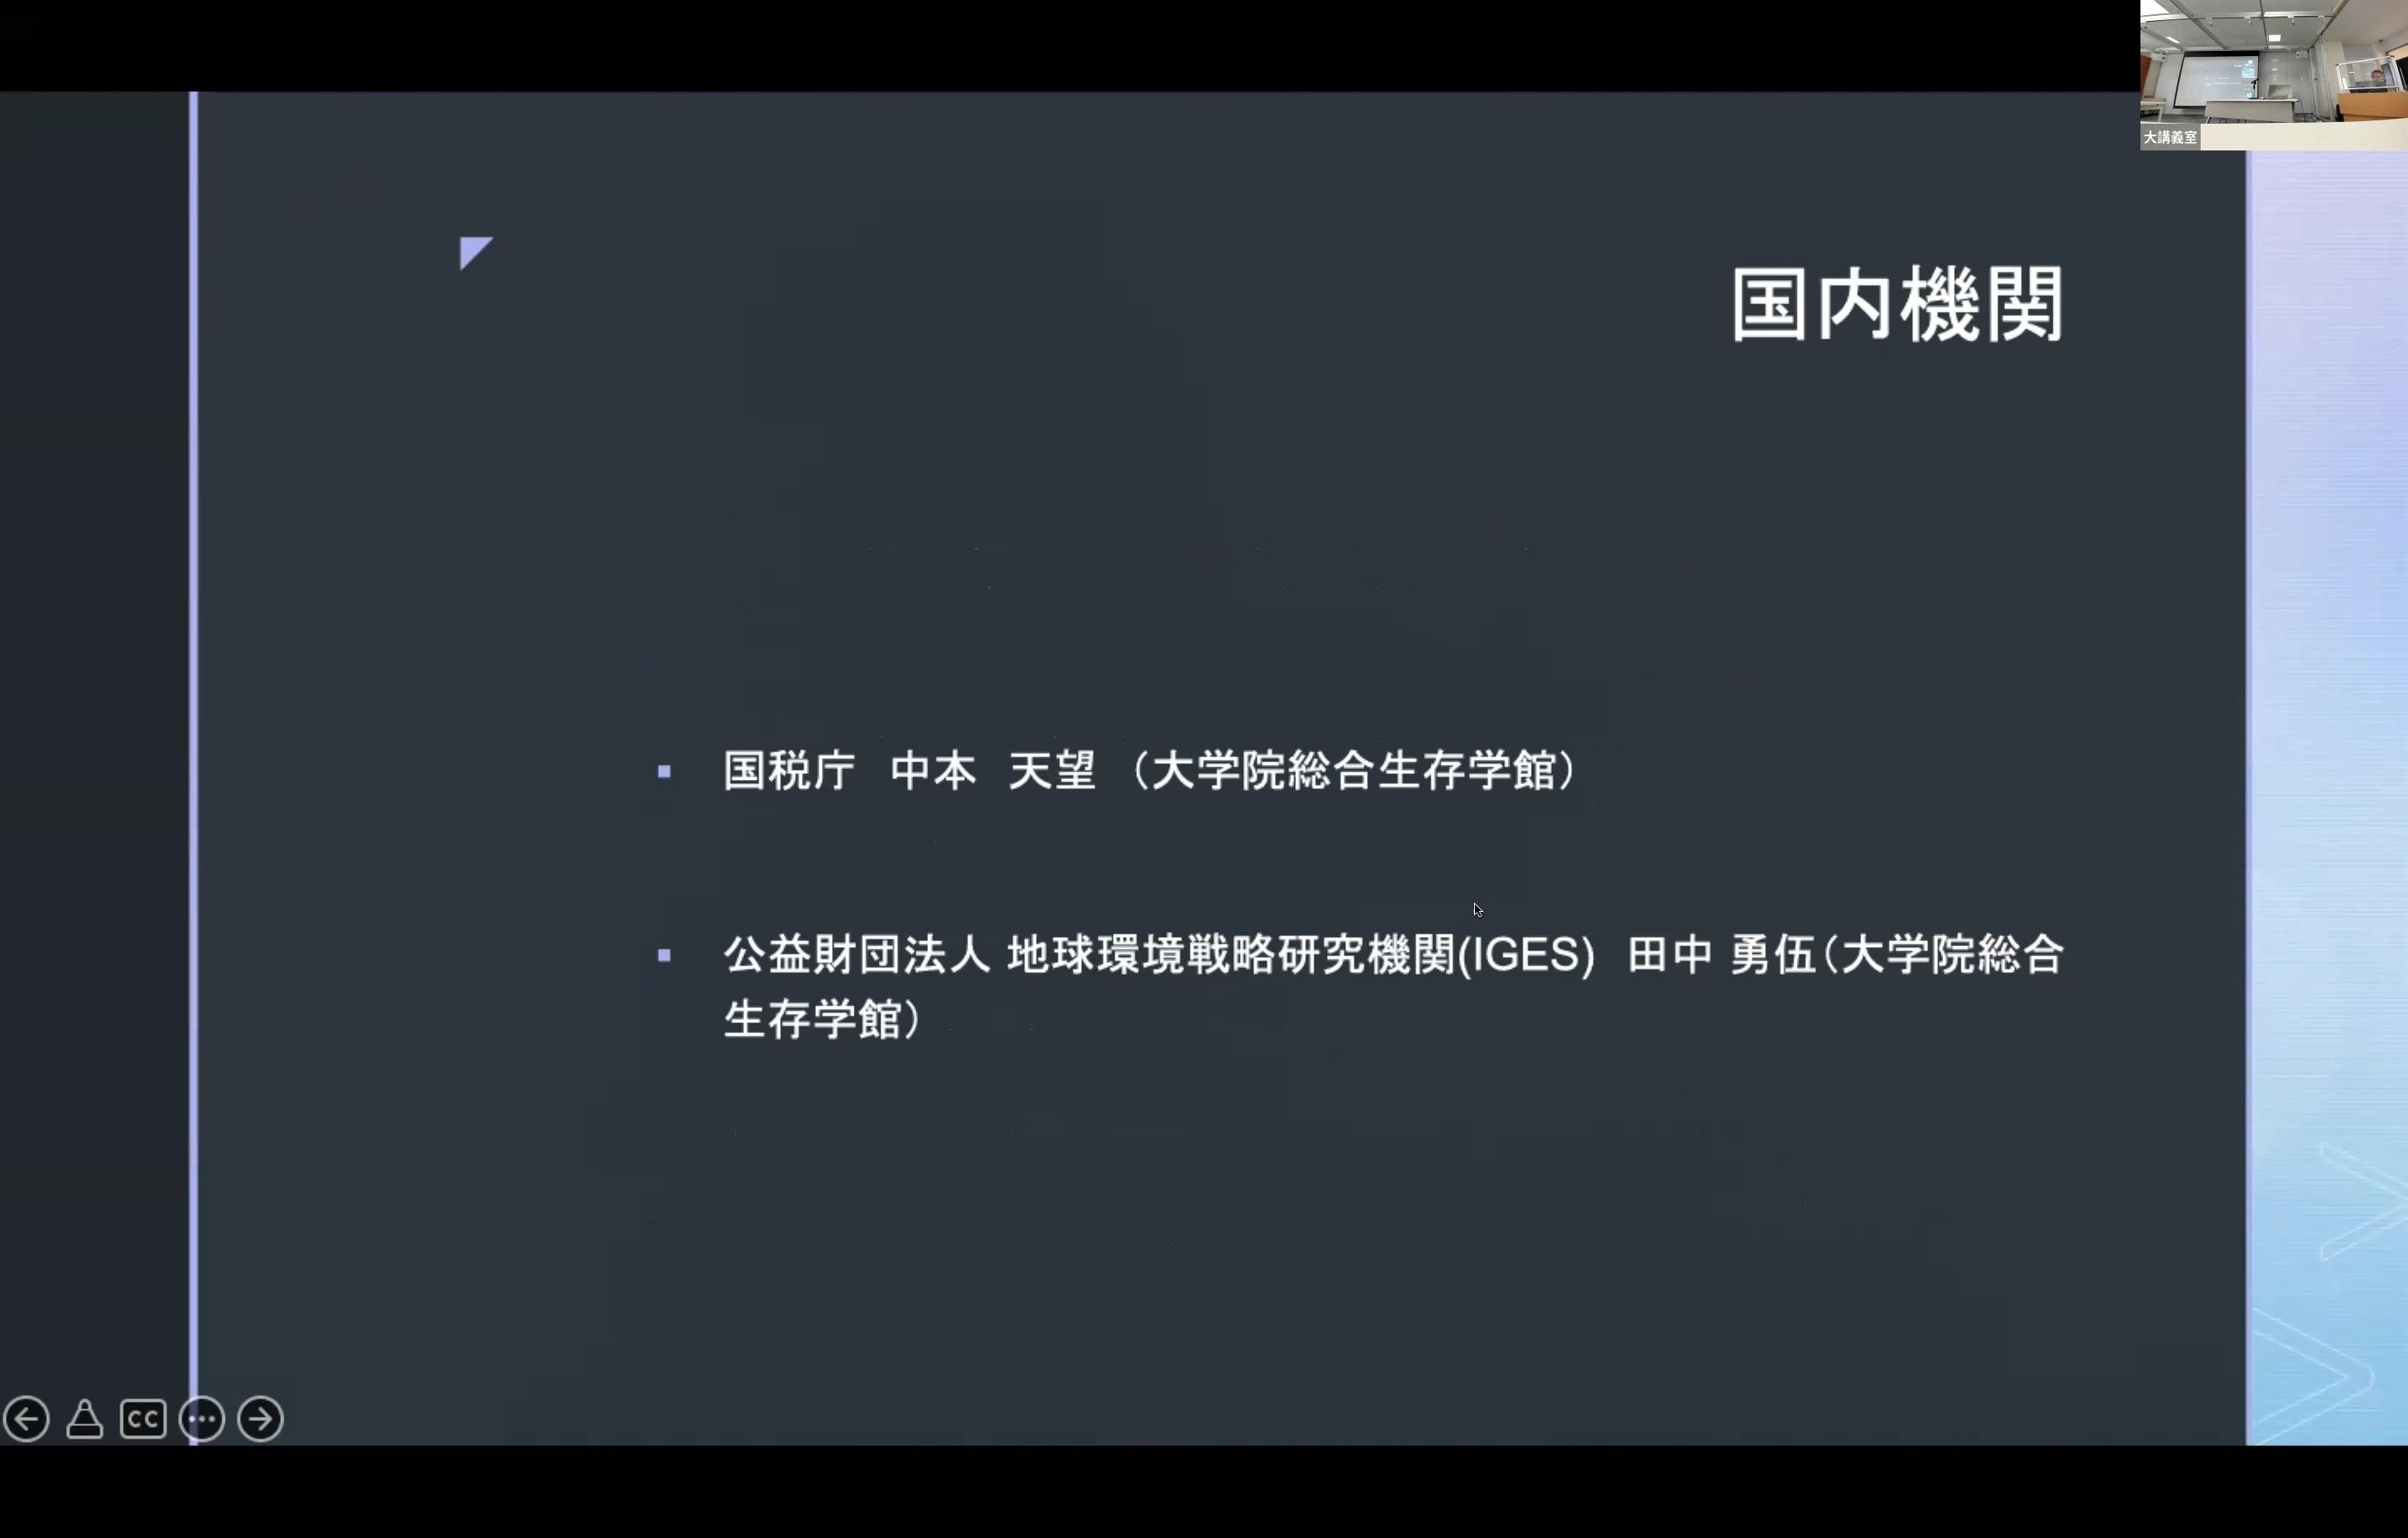 大講義室
国内機関
国税庁　中本　天望（大学院総合生存学館）
公益財団法人 地球環境戦略研究機関(IGES)　田中 勇伍（大学院総合
生存学館）
CC